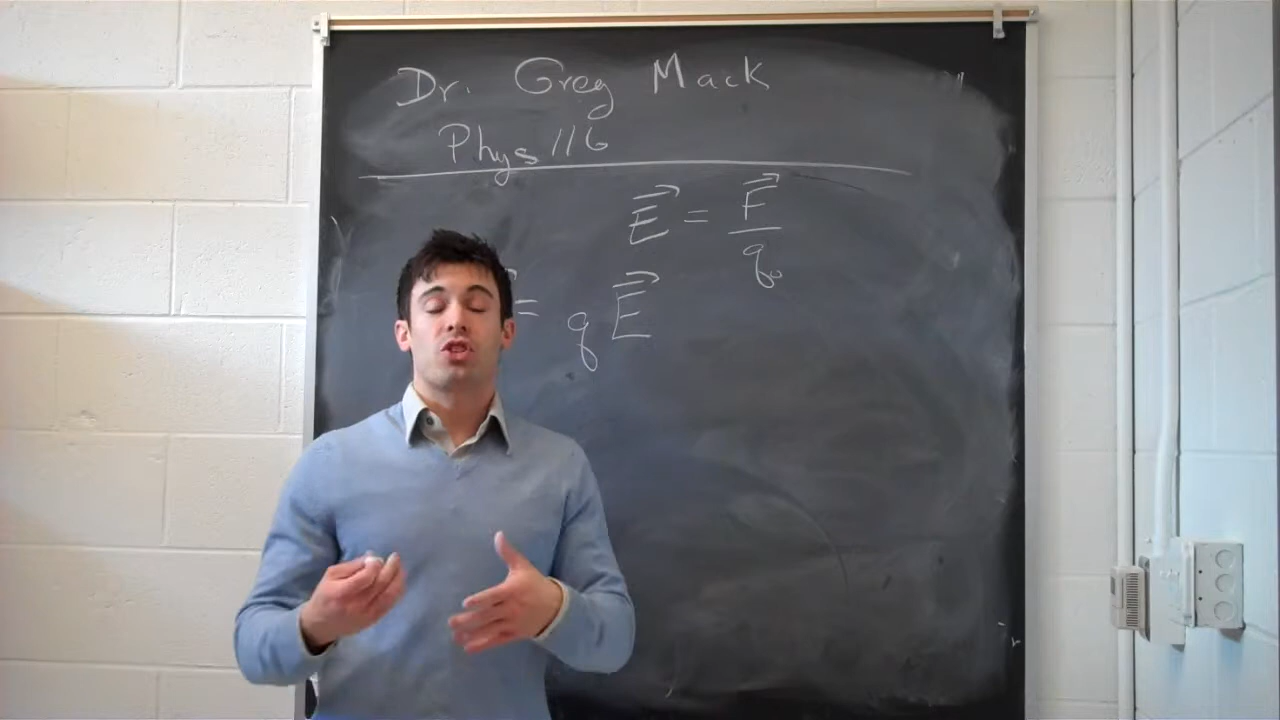 Dr. Greg Mack
Phys 116
E⃗ = F⃗ / q₀
= q E⃗